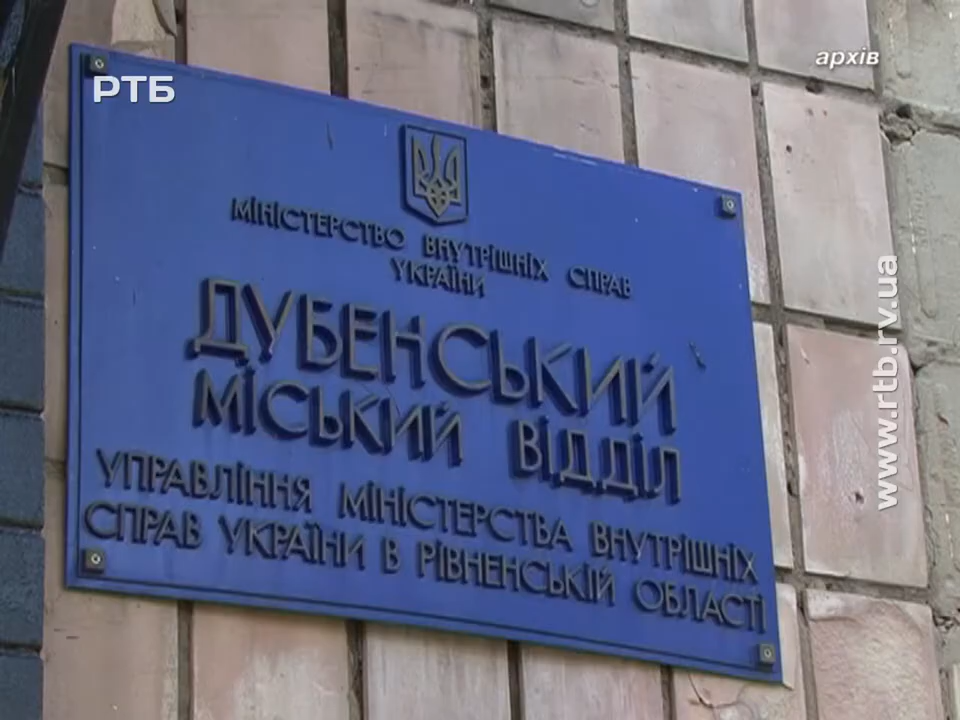 РТБ
архів
МІНІСТЕРСТВО ВНУТРІШНІХ СПРАВ
УКРАЇНИ
ДУБЕНСЬКИЙ
МІСЬКИЙ ВІДДІЛ
УПРАВЛІННЯ МІНІСТЕРСТВА ВНУТРІШНІХ
СПРАВ УКРАЇНИ В РІВНЕНСЬКІЙ ОБЛАСТІ
www.rtb.rv.ua